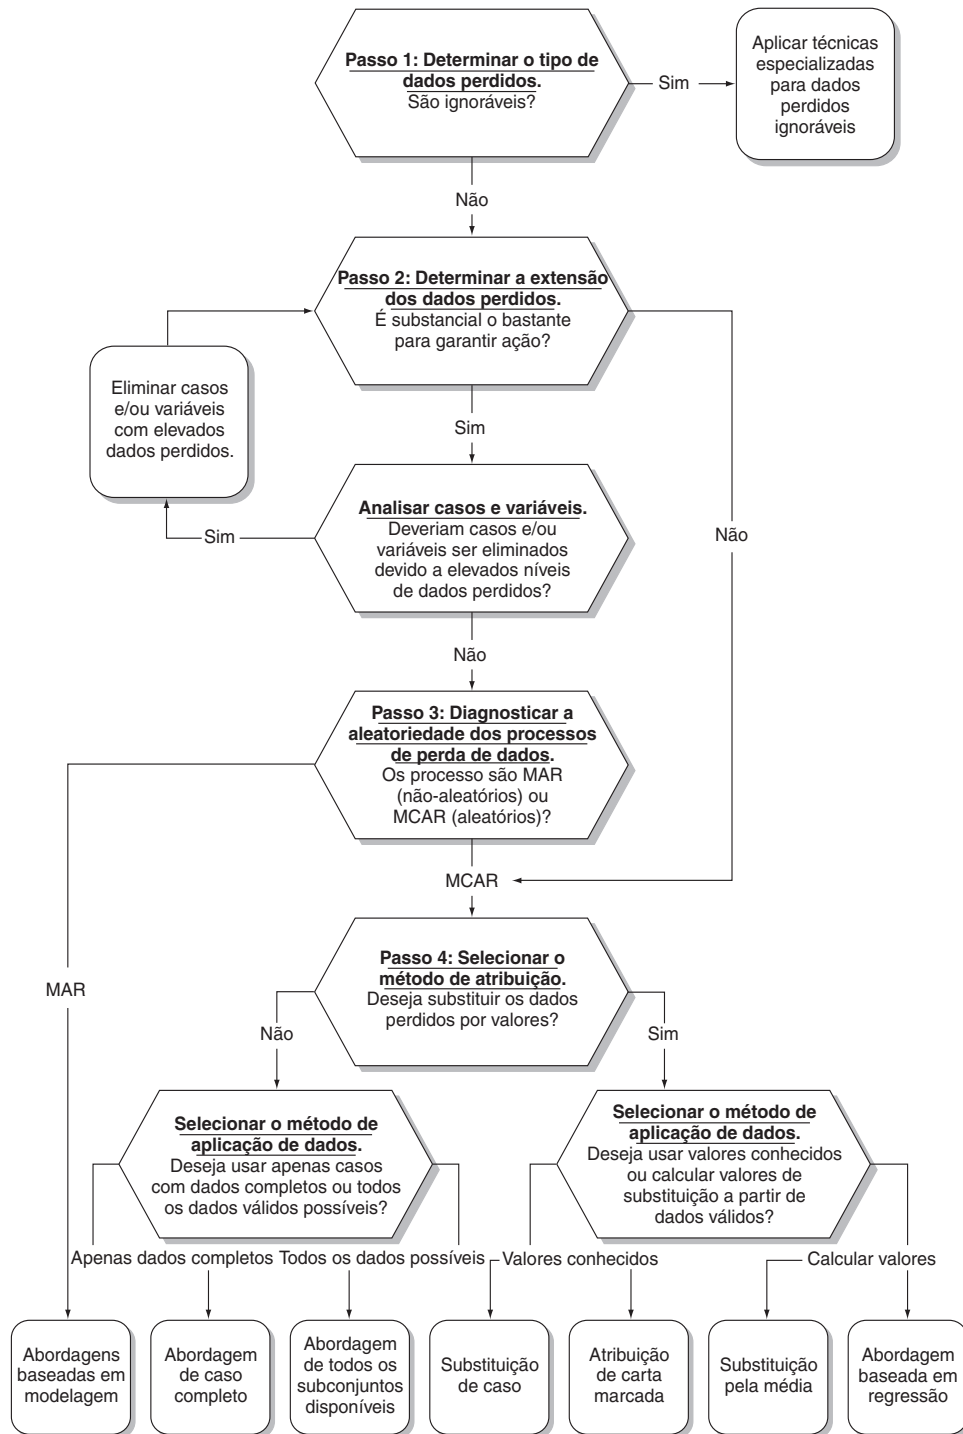 Passo 1: Determinar o tipo de
dados perdidos.
São ignoráveis?
Sim
Aplicar técnicas
especializadas
para dados
perdidos
ignoráveis
Não
Passo 2: Determinar a extensão
dos dados perdidos.
É substancial o bastante
para garantir ação?
Eliminar casos
e/ou variáveis
com elevados
dados perdidos.
Sim
Analisar casos e variáveis.
Deveriam casos e/ou
variáveis ser eliminados
devido a elevados níveis
de dados perdidos?
Sim
Não
Não
Passo 3: Diagnosticar a
aleatoriedade dos processos
de perda de dados.
Os processo são MAR
(não-aleatórios) ou
MCAR (aleatórios)?
MCAR
MAR
Passo 4: Selecionar o
método de atribuição.
Deseja substituir os dados
perdidos por valores?
Não
Sim
Selecionar o método de
aplicação de dados.
Deseja usar apenas casos
com dados completos ou todos
os dados válidos possíveis?
Selecionar o método de
aplicação de dados.
Deseja usar valores conhecidos
ou calcular valores de
substituição a partir de
dados válidos?
Apenas dados completos
Todos os dados possíveis
Valores conhecidos
Calcular valores
Abordagens
baseadas em
modelagem
Abordagem
de caso
completo
Abordagem
de todos os
subconjuntos
disponíveis
Substituição
de caso
Atribuição
de carta
marcada
Substituição
pela média
Abordagem
baseada em
regressão